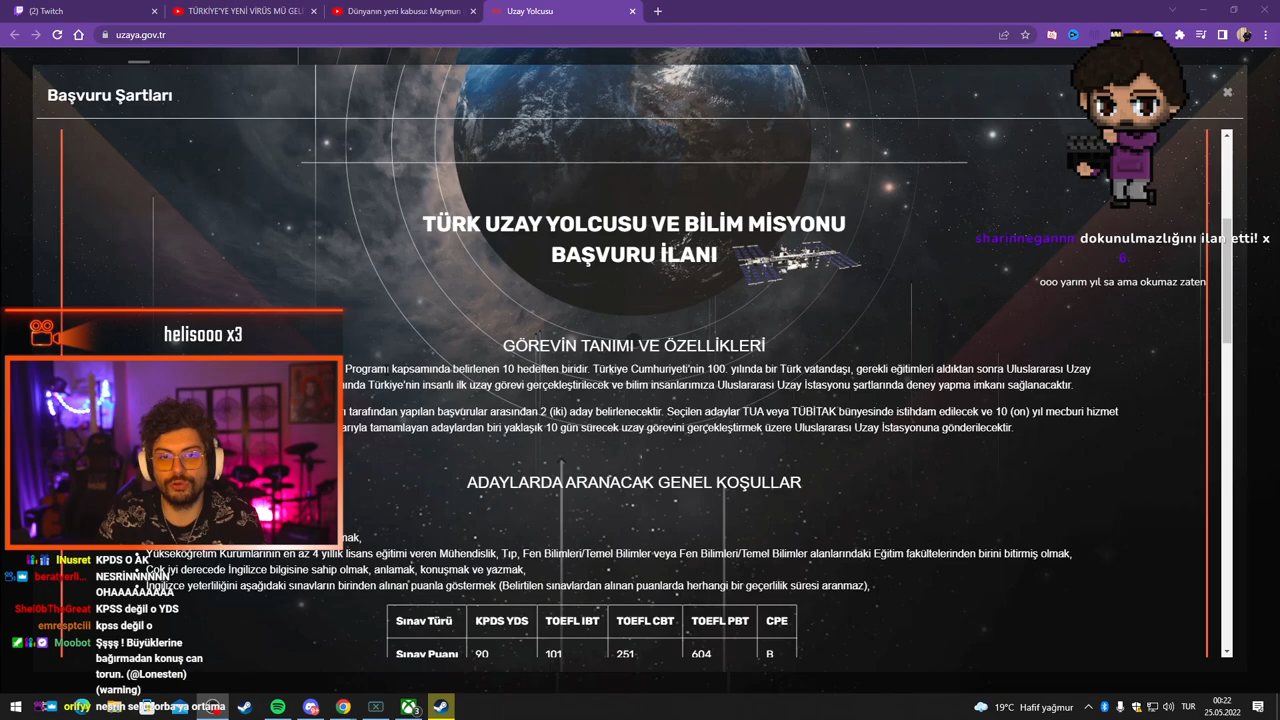 (2) Twitch
TÜRKİYE'YE YENİ VİRÜS MÜ GEL
Dünyanın yeni kabusu: Maymun
Uzay Yolcusu
uzaya.gov.tr
Başvuru Şartları
TÜRK UZAY YOLCUSU VE BİLİM MİSYONU
BAŞVURU İLANI
sharinnegannn dokunulmazlığını ilan etti! x
6.
ooo yarım yıl sa ama okumaz zaten
helisooo x3
GÖREVİN TANIMI VE ÖZELLİKLERİ
Programı kapsamında belirlenen 10 hedeften biridir. Türkiye Cumhuriyeti'nin 100. yılında bir Türk vatandaşı, gerekli eğitimleri aldıktan sonra Uluslararası Uzay
ında Türkiye'nin insanlı ilk uzay görevi gerçekleştirilecek ve bilim insanlarımıza Uluslararası Uzay İstasyonu şartlarında deney yapma imkanı sağlanacaktır.
tarafından yapılan başvurular arasından 2 (iki) aday belirlenecektir. Seçilen adaylar TUA veya TÜBİTAK bünyesinde istihdam edilecek ve 10 (on) yıl mecburi hizmet
arıyla tamamlayan adaylardan biri yaklaşık 10 gün sürecek uzay görevini gerçekleştirmek üzere Uluslararası Uzay İstasyonuna gönderilecektir.
ADAYLARDA ARANACAK GENEL KOŞULLAR
mak,
Yükseköğretim Kurumlarının en az 4 yıllık lisans eğitimi veren Mühendislik, Tıp, Fen Bilimleri/Temel Bilimler veya Fen Bilimleri/Temel Bilimler alanlarındaki Eğitim fakültelerinden birini bitirmiş olmak,
Çok iyi derecede İngilizce bilgisine sahip olmak, anlamak, konuşmak ve yazmak,
İngilizce yeterliliğini aşağıdaki sınavların birinden alınan puanla göstermek (Belirtilen sınavlardan alınan puanlarda herhangi bir geçerlilik süresi aranmaz),
Sınav Türü KPDS YDS TOEFL IBT TOEFL CBT TOEFL PBT CPE
Sınav Puanı 90 101 251 604 B
lNusret KPDS O AK
NESRİNNNNNN
OHAAAAAAAAA
Shel0bTheGreat KPSS değil o YDS
emresptciii kpss değil o
Moobot Şşşş ! Büyüklerine
bağırmadan konuş can
torun. (@Lonesten)
(warning)
orifyy
ortama
3
19°C Hafif yağmur
TUR
00:22
25.05.2022